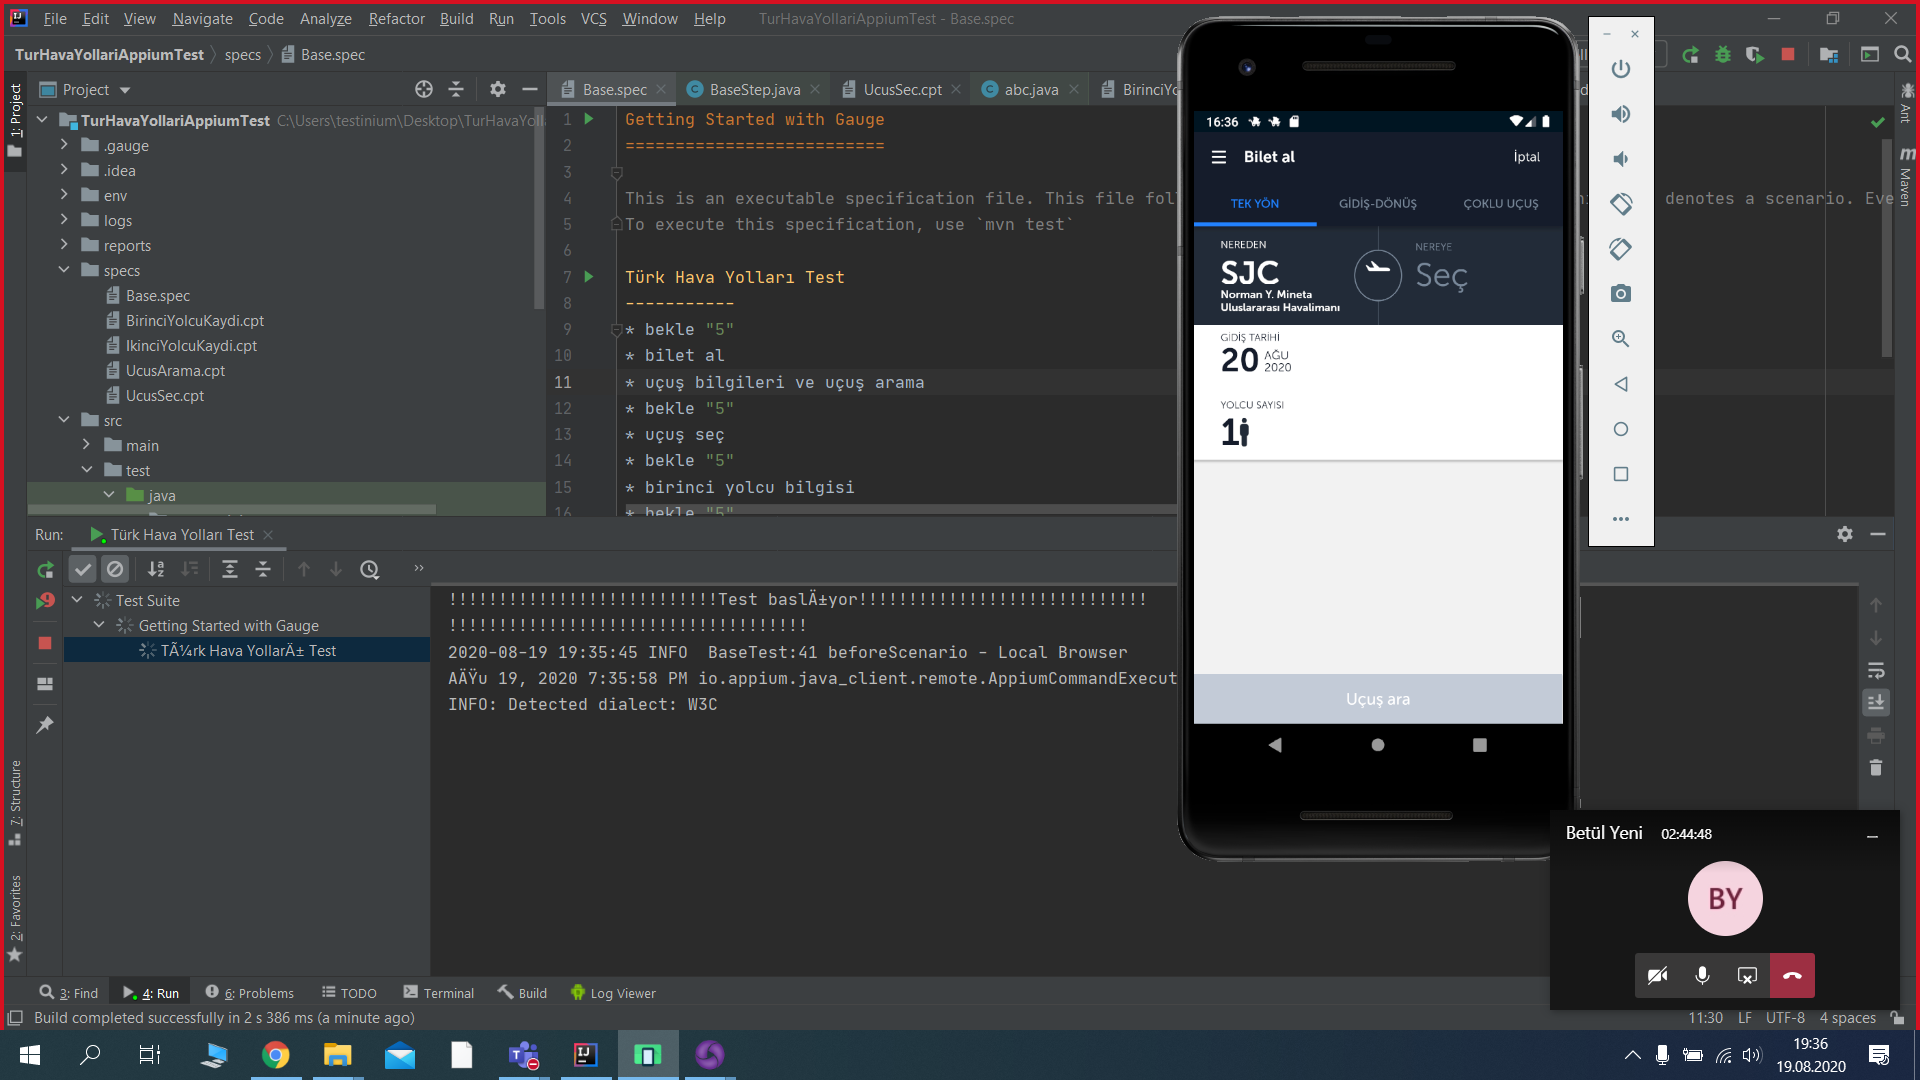 File Edit View Navigate Code Analyze Refactor Build Run Tools VCS Window Help TurHavaYollariAppiumTest - Base.spec
TurHavaYollariAppiumTest specs Base.spec
1: Project
Project
Base.spec BaseStep.java UcusSec.cpt abc.java BirinciYo
TurHavaYollariAppiumTest C:\Users\testinium\Desktop\TurHavaYoll
.gauge
.idea
env
logs
reports
specs
Base.spec
BirinciYolcuKaydi.cpt
IkinciYolcuKaydi.cpt
UcusArama.cpt
UcusSec.cpt
src
main
test
java
1 Getting Started with Gauge
2 ==========================
3
4 This is an executable specification file. This file fol
denotes a scenario. Eve
5 To execute this specification, use `mvn test`
6
7 Türk Hava Yolları Test
8 -----------
9 * bekle "5"
10 * bilet al
11 * uçuş bilgileri ve uçuş arama
12 * bekle "5"
13 * uçuş seç
14 * bekle "5"
15 * birinci yolcu bilgisi
16 * bekle "5"
Ant
Maven
16:36
Bilet al İptal
TEK YÖN GİDİŞ-DÖNÜŞ ÇOKLU UÇUŞ
NEREDEN
SJC
Norman Y. Mineta
Uluslararası Havalimanı
NEREYE
Seç
GİDİŞ TARİHİ
20 AĞU
2020
YOLCU SAYISI
1
Uçuş ara
Run: Türk Hava Yolları Test
Test Suite
Getting Started with Gauge
TÃ¼rk Hava YollarÄ± Test
!!!!!!!!!!!!!!!!!!!!!!!!!!!Test baslÄ±yor!!!!!!!!!!!!!!!!!!!!!!!!!!!!!
!!!!!!!!!!!!!!!!!!!!!!!!!!!!!!!!!!!!
2020-08-19 19:35:45 INFO  BaseTest:41 beforeScenario - Local Browser
AÄŸu 19, 2020 7:35:58 PM io.appium.java_client.remote.AppiumCommandExecut
INFO: Detected dialect: W3C
7: Structure
2: Favorites
Betül Yeni 02:44:48
BY
3: Find 4: Run 6: Problems TODO Terminal Build Log Viewer
Build completed successfully in 2 s 386 ms (a minute ago)
11:30 LF UTF-8 4 spaces
19:36
19.08.2020